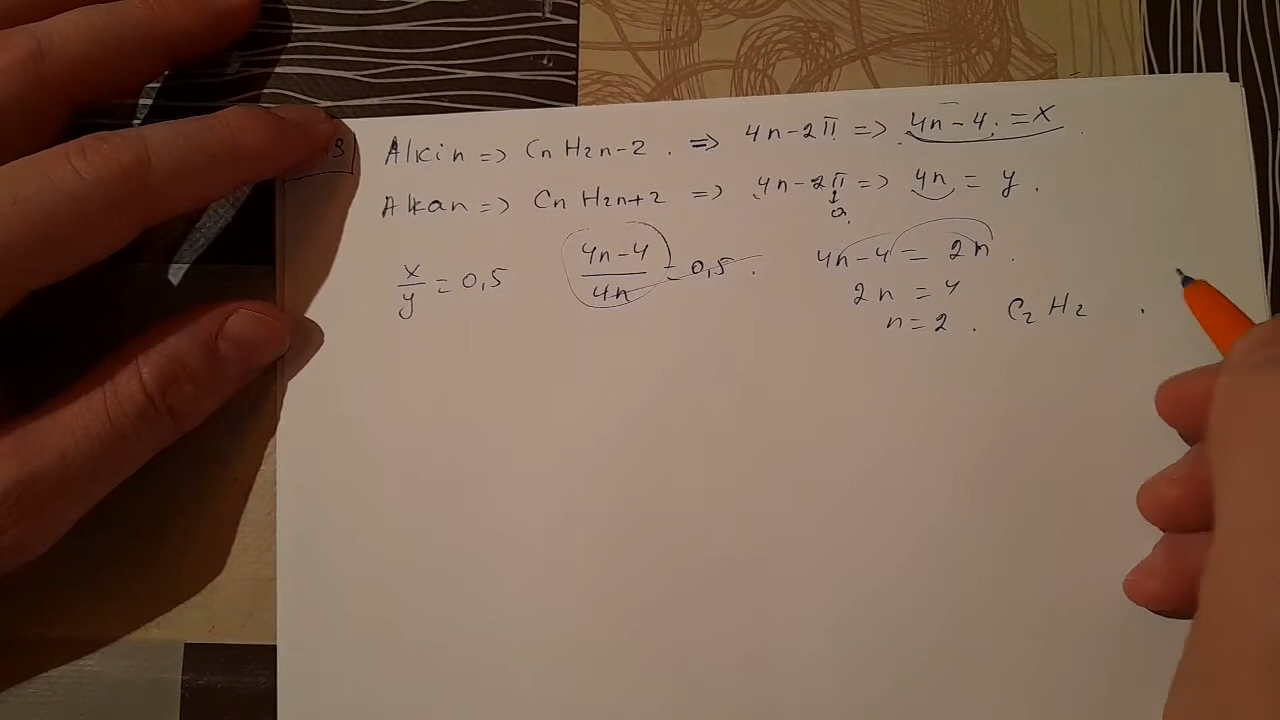 Alkin => CnH2n-2 . => 4n-2π => 4n-4 . = x
Alkan => CnH2n+2 => 4n-2π => 4n = y .
0
x/y = 0,5 (4n-4)/4n = 0,5 . 4n-4 = 2n .
2n = 4
n = 2 . C2H2